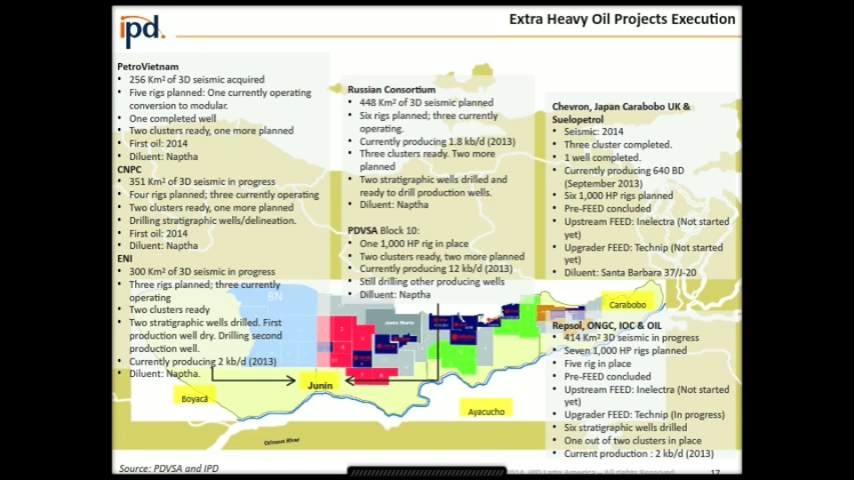 ipd.
Extra Heavy Oil Projects Execution
PetroVietnam
• 256 Km² of 3D seismic acquired
• Five rigs planned: One currently operating
conversion to modular.
• One completed well
• Two clusters ready, one more planned
• First oil: 2014
• Diluent: Naptha
CNPC
• 351 Km² of 3D seismic in progress
• Four rigs planned; three currently operating
• Two clusters ready, one more planned
• Drilling stratigraphic wells/delineation.
• First oil: 2014
• Diluent: Naptha
ENI
• 300 Km² of 3D seismic in progress
• Three rigs planned; three currently
operating
• Two clusters ready
• Two stratigraphic wells drilled. First
production well dry. Drilling second
production well.
• Currently producing 2 kb/d (2013)
• Diluent: Naptha.
Russian Consortium
• 448 Km² of 3D seismic planned
• Six rigs planned; three currently
operating.
• Currently producing 1.8 kb/d (2013)
• Three clusters ready. Two more
planned
• Two stratigraphic wells drilled and
ready to drill production wells.
• Diluent: Naptha
PDVSA Block 10:
• One 1,000 HP rig in place
• Two clusters ready, two more planned
• Currently producing 12 kb/d (2013)
• Still drilling other producing wells
• Dilluent: Naptha
Chevron, Japan Carabobo UK &
Suelopetrol
• Seismic: 2014
• Three cluster completed.
• 1 well completed.
• Currently producing 640 BD
(September 2013)
• Six 1,000 HP rigs planned
• Pre-FEED concluded
• Upstream FEED: Inelectra (Not started
yet)
• Upgrader FEED: Technip (Not started
yet)
• Diluent: Santa Barbara 37/J-20
Carabobo
Repsol, ONGC, IOC & OIL
• 414 Km² 3D seismic in progress
• Seven 1,000 HP rigs planned
• Five rig in place
• Pre-FEED concluded
• Upstream FEED: Inelectra (Not started
yet)
• Upgrader FEED: Technip (In progress)
• Six stratigraphic wells drilled
• One out of two clusters in place
• Current production : 2 kb/d (2013)
BN
Junín Norte
Boyacá
Junín
Ayacucho
Orinoco River
Source: PDVSA and IPD
2014, IPD Latin America – All rights Reserved
17